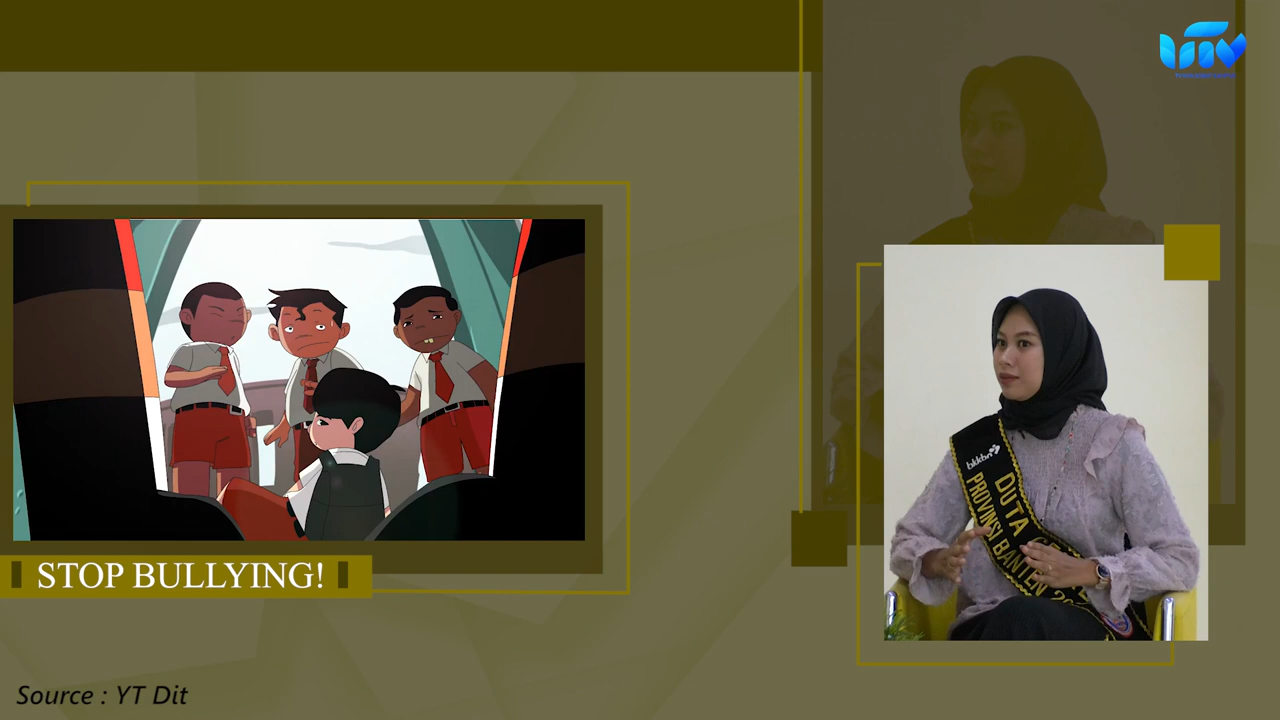 STOP BULLYING!
Source : YT Dit
bkkbn
DUTA
PROVINSI BANTEN